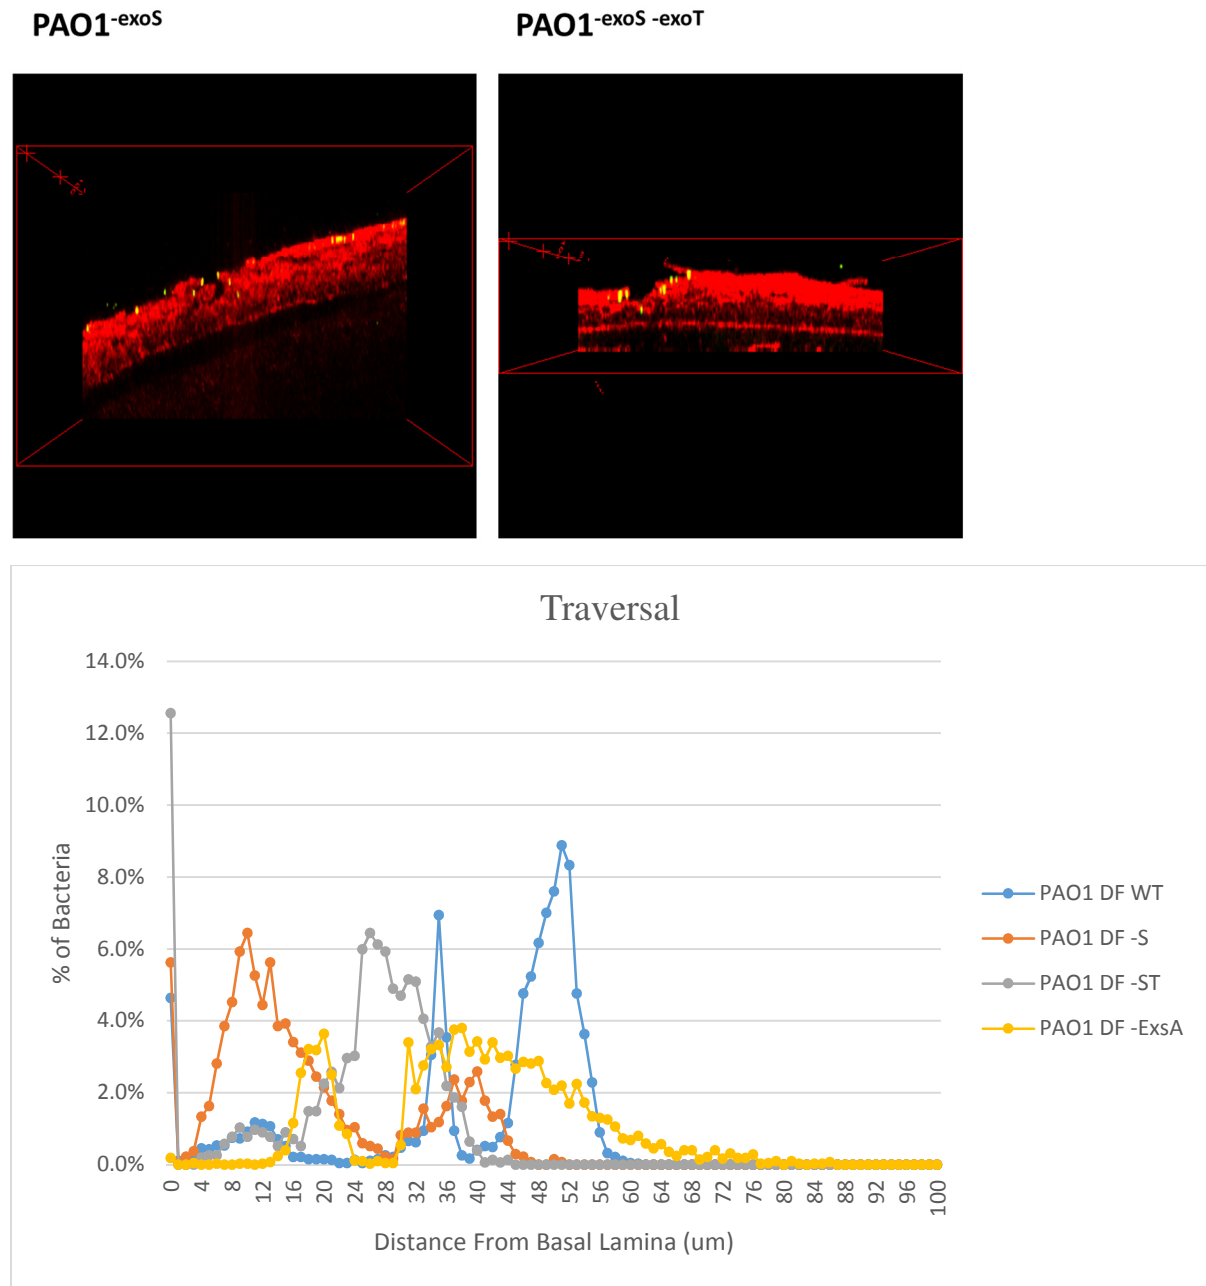 PAO1-exoS
PAO1-exoS -exoT
Traversal
14.0%
12.0%
10.0%
8.0%
6.0%
4.0%
2.0%
0.0%
% of Bacteria
0 4 8 12 16 20 24 28 32 36 40 44 48 52 56 60 64 68 72 76 80 84 88 92 96 100
Distance From Basal Lamina (um)
PAO1 DF WT
PAO1 DF -S
PAO1 DF -ST
PAO1 DF -ExsA